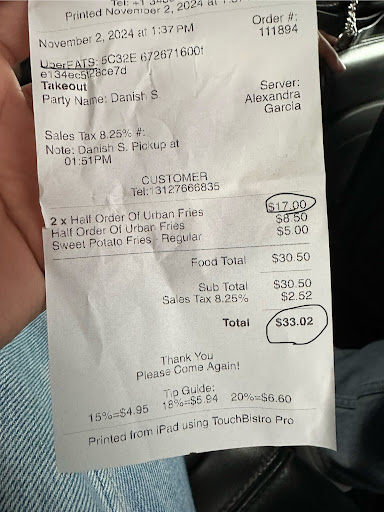 Printed November 2, 2024 at
November 2, 2024 at 1:37 PM
Order #:
111894
UberEATS: 5C32E 672671600f
e134ec5f28ce7d
Takeout
Party Name: Danish S.
Server:
Alexandra
Garcia
Sales Tax 8.25% #:
Note: Danish S. Pickup at
01:51PM
CUSTOMER
Tel:13127666835
2 x Half Order Of Urban Fries $17.00
Half Order Of Urban Fries $8.50
Sweet Potato Fries - Regular $5.00
Food Total $30.50
Sub Total $30.50
Sales Tax 8.25% $2.52
Total $33.02
Thank You
Please Come Again!
Tip Guide:
15%=$4.95 18%=$5.94 20%=$6.60
Printed from iPad using TouchBistro Pro